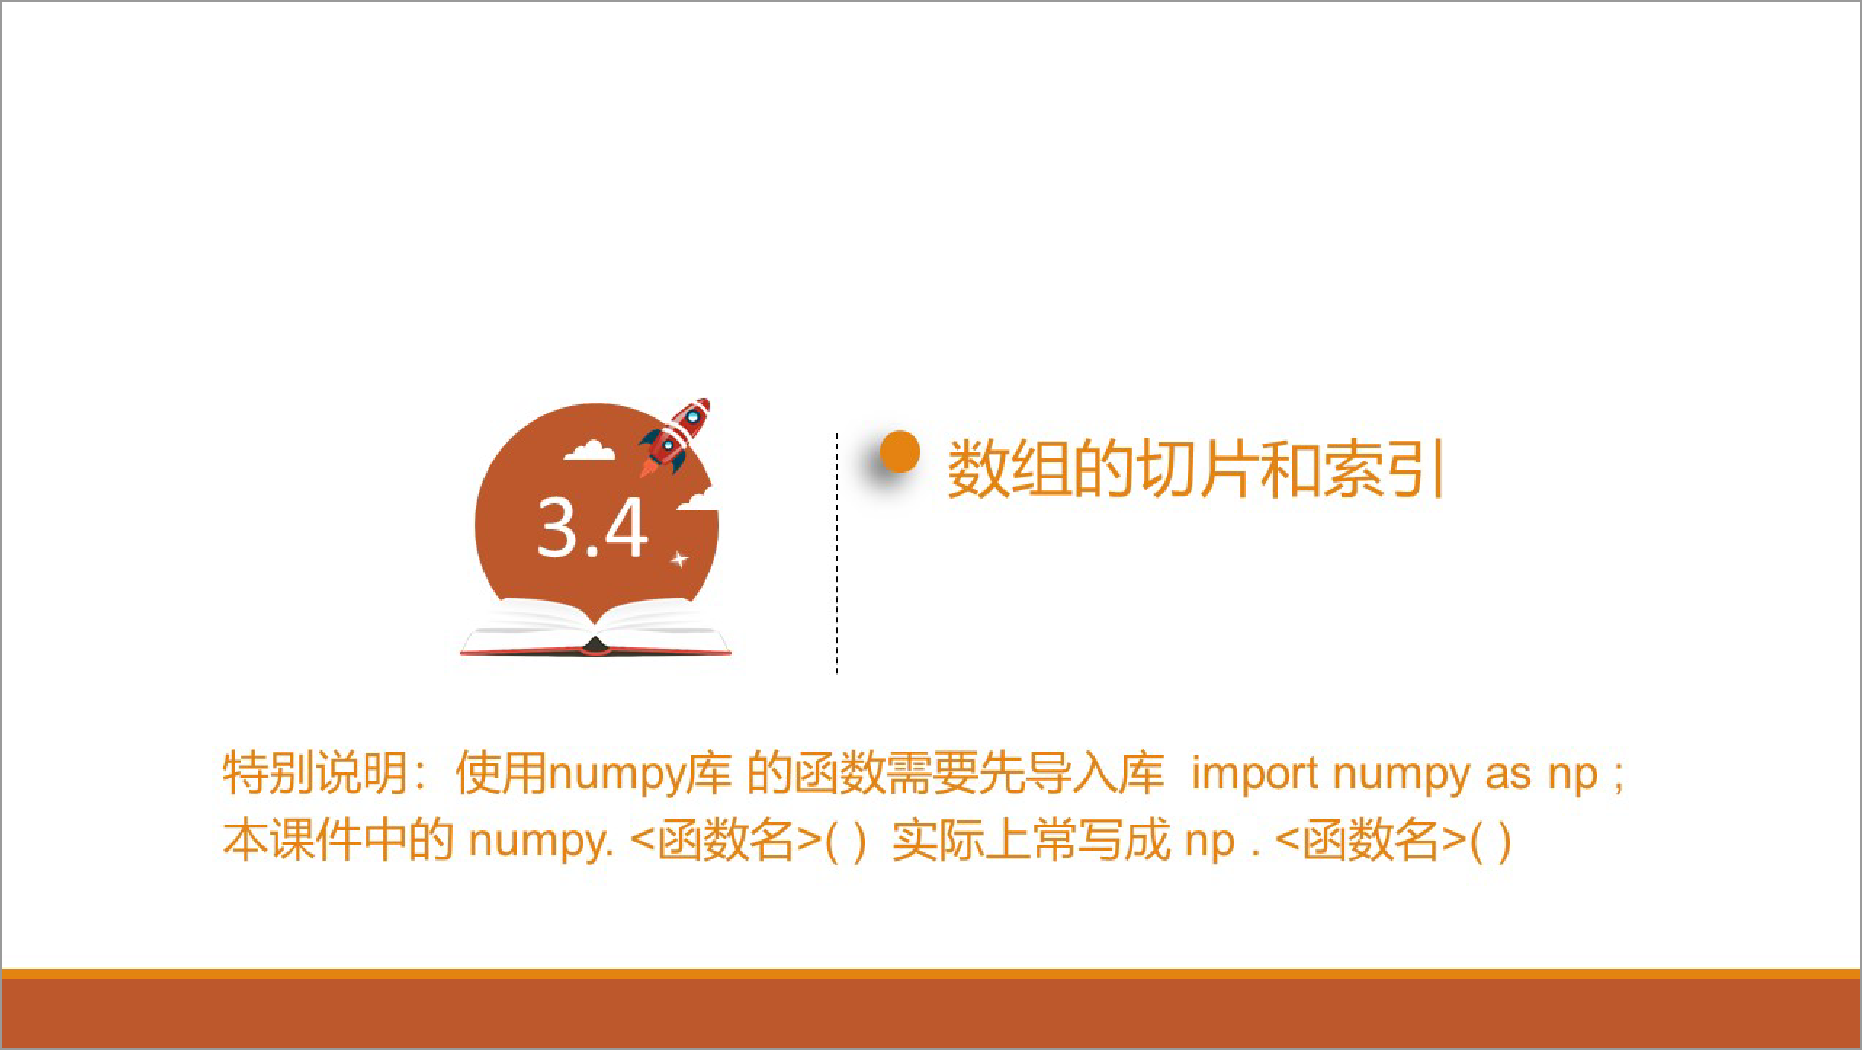 3.4
数组的切片和索引
特别说明：使用numpy库 的函数需要先导入库 import numpy as np ;
本课件中的 numpy. <函数名>( ) 实际上常写成 np . <函数名>( )